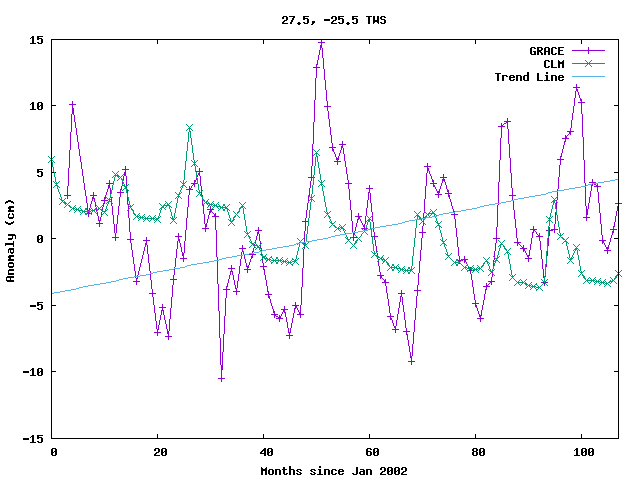 27.5, -25.5 TWS
GRACE
CLM
Trend Line
15
10
5
0
-5
-10
-15
Anomaly (cm)
0 20 40 60 80 100
Months since Jan 2002